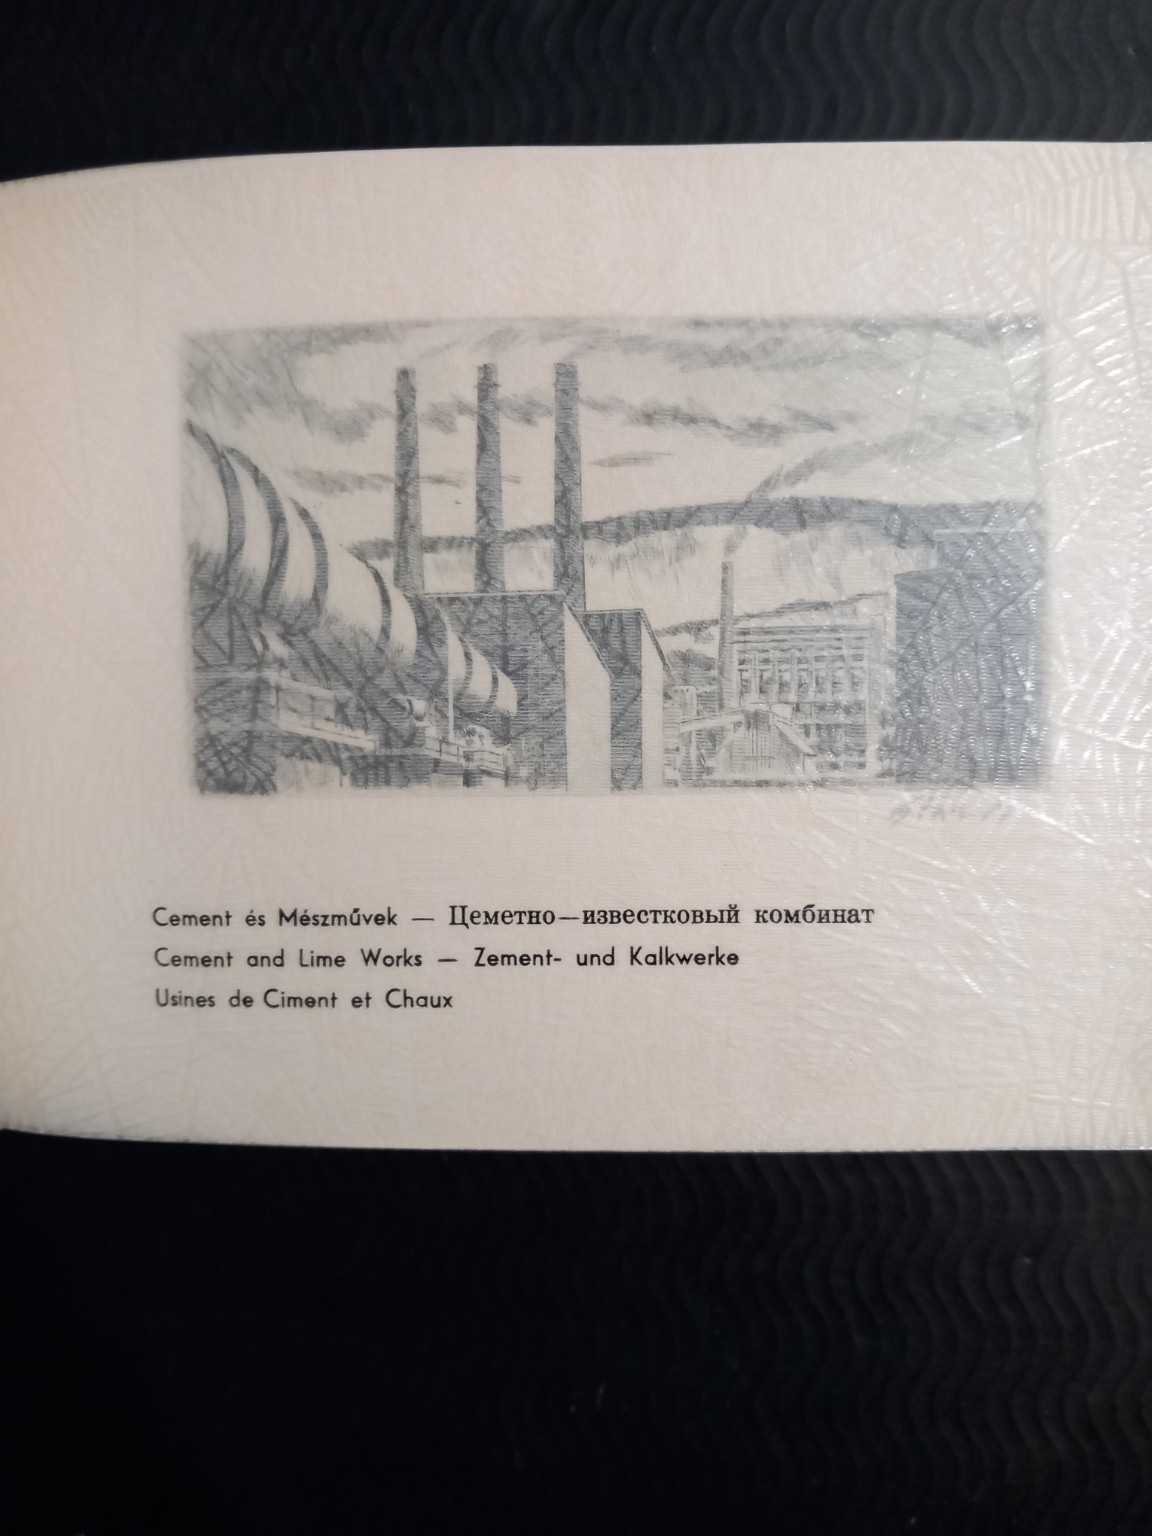 Cement és Mészművek — Цеметно—известковый комбинат
Cement and Lime Works — Zement- und Kalkwerke
Usines de Ciment et Chaux